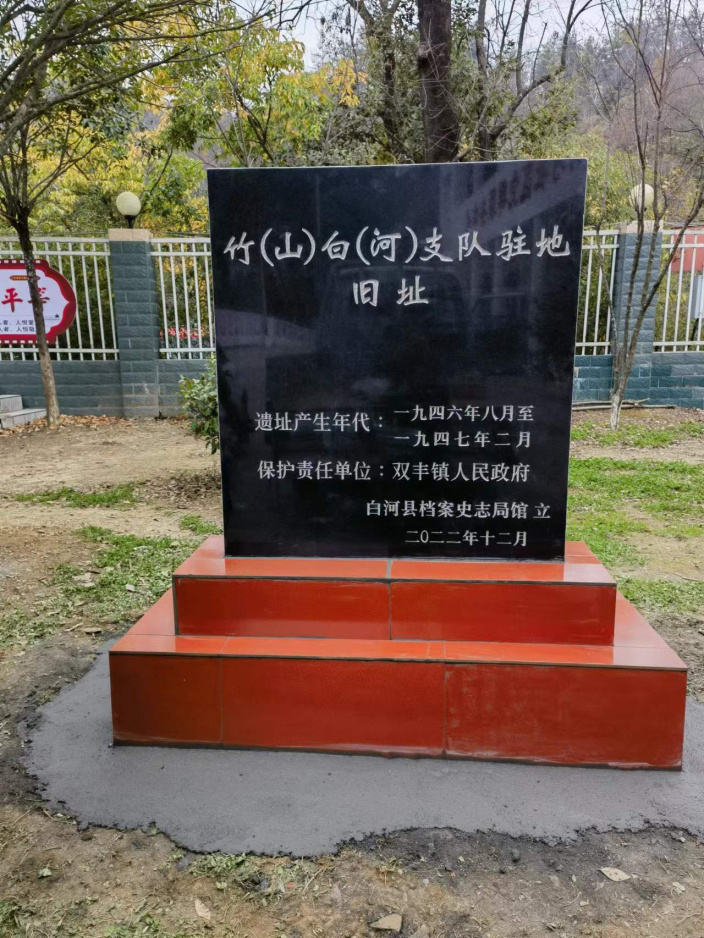 竹(山)白(河)支队驻地
旧址
遗址产生年代：一九四六年八月至
一九四七年二月
保护责任单位：双丰镇人民政府
白河县档案史志局馆 立
二〇二二年十二月
平等